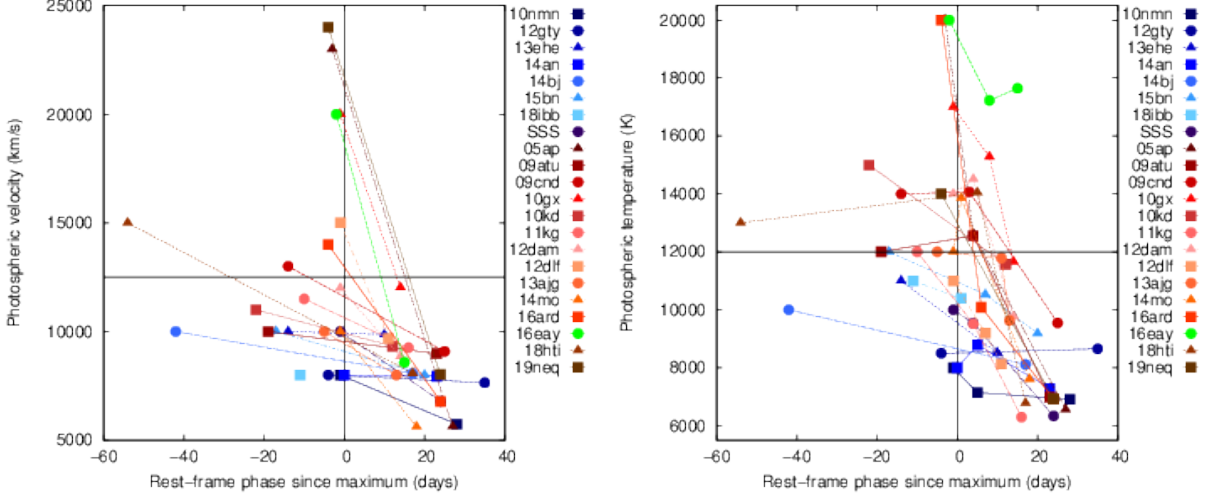 Photospheric velocity (km/s)
25000
20000
15000
10000
5000
−60
−40
−20
0
20
40
Rest−frame phase since maximum (days)
10nmn
12gty
13ehe
14an
14bj
15bn
18ibb
SSS
05ap
09atu
09cnd
10gx
10kd
11kg
12dam
12dlf
13ajg
14mo
16ard
16eay
18hti
19neq
Photospheric temperature (K)
20000
18000
16000
14000
12000
10000
8000
6000
−60
−40
−20
0
20
40
Rest−frame phase since maximum (days)
10nmn
12gty
13ehe
14an
14bj
15bn
18ibb
SSS
05ap
09atu
09cnd
10gx
10kd
11kg
12dam
12dlf
13ajg
14mo
16ard
16eay
18hti
19neq